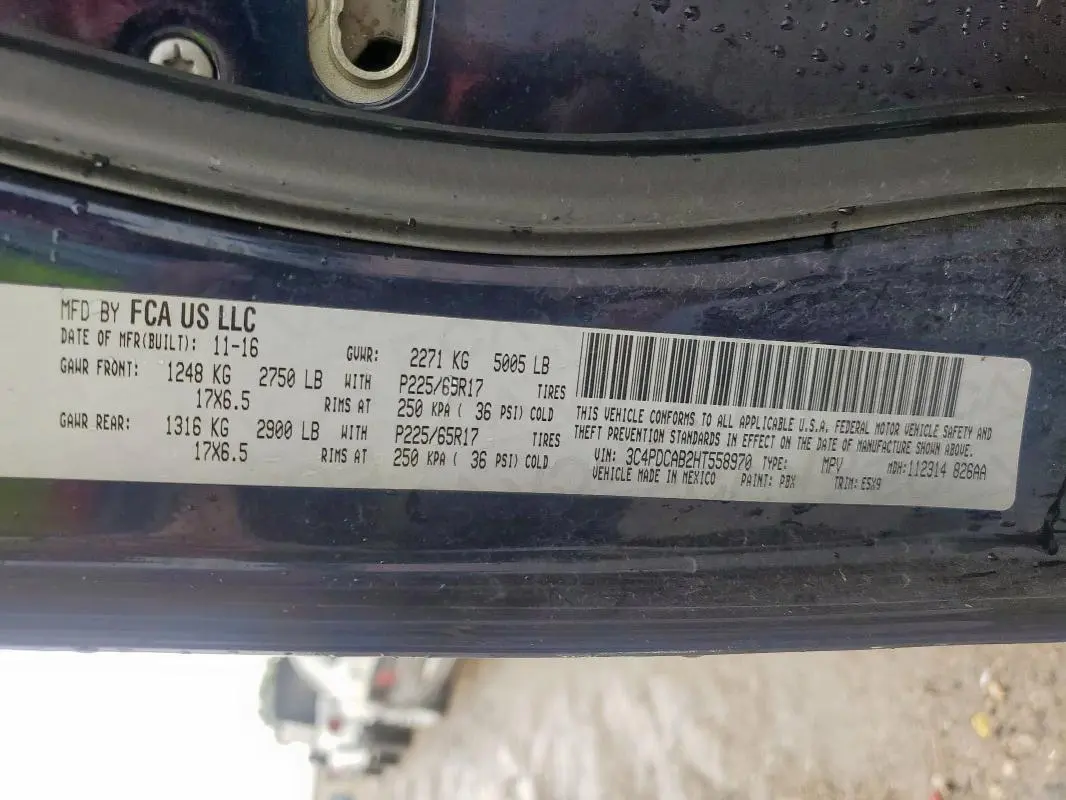 MFD BY FCA US LLC
DATE OF MFR(BUILT): 11-16 GVWR: 2271 KG 5005 LB
GAWR FRONT: 1248 KG 2750 LB WITH P225/65R17 TIRES
17X6.5 RIMS AT 250 KPA ( 36 PSI) COLD
GAWR REAR: 1316 KG 2900 LB WITH P225/65R17 TIRES
17X6.5 RIMS AT 250 KPA ( 36 PSI) COLD
THIS VEHICLE CONFORMS TO ALL APPLICABLE U.S.A. FEDERAL MOTOR VEHICLE SAFETY AND
THEFT PREVENTION STANDARDS IN EFFECT ON THE DATE OF MANUFACTURE SHOWN ABOVE.
VIN: 3C4PDCAB2HT558970 TYPE: MPV MDH: 112314 826AA
VEHICLE MADE IN MEXICO PAINT: PBX TRIM: E5X9